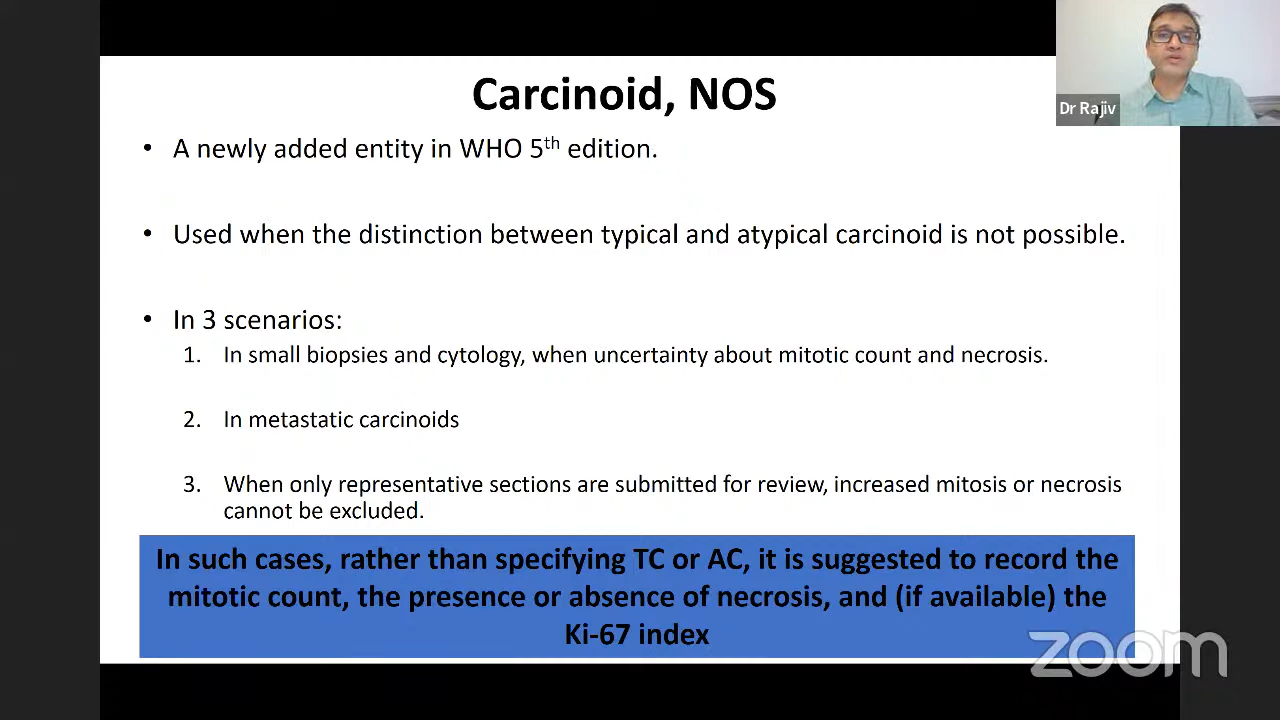 Carcinoid, NOS
Dr Rajiv
• A newly added entity in WHO 5th edition.
• Used when the distinction between typical and atypical carcinoid is not possible.
• In 3 scenarios:
1. In small biopsies and cytology, when uncertainty about mitotic count and necrosis.
2. In metastatic carcinoids
3. When only representative sections are submitted for review, increased mitosis or necrosis
cannot be excluded.
In such cases, rather than specifying TC or AC, it is suggested to record the
mitotic count, the presence or absence of necrosis, and (if available) the
Ki-67 index
zoom